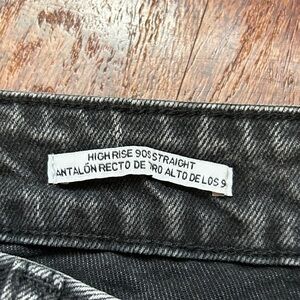 HIGH RISE 90S STRAIGHT
ANTALÓN RECTO DE TIRO ALTO DE LOS 9